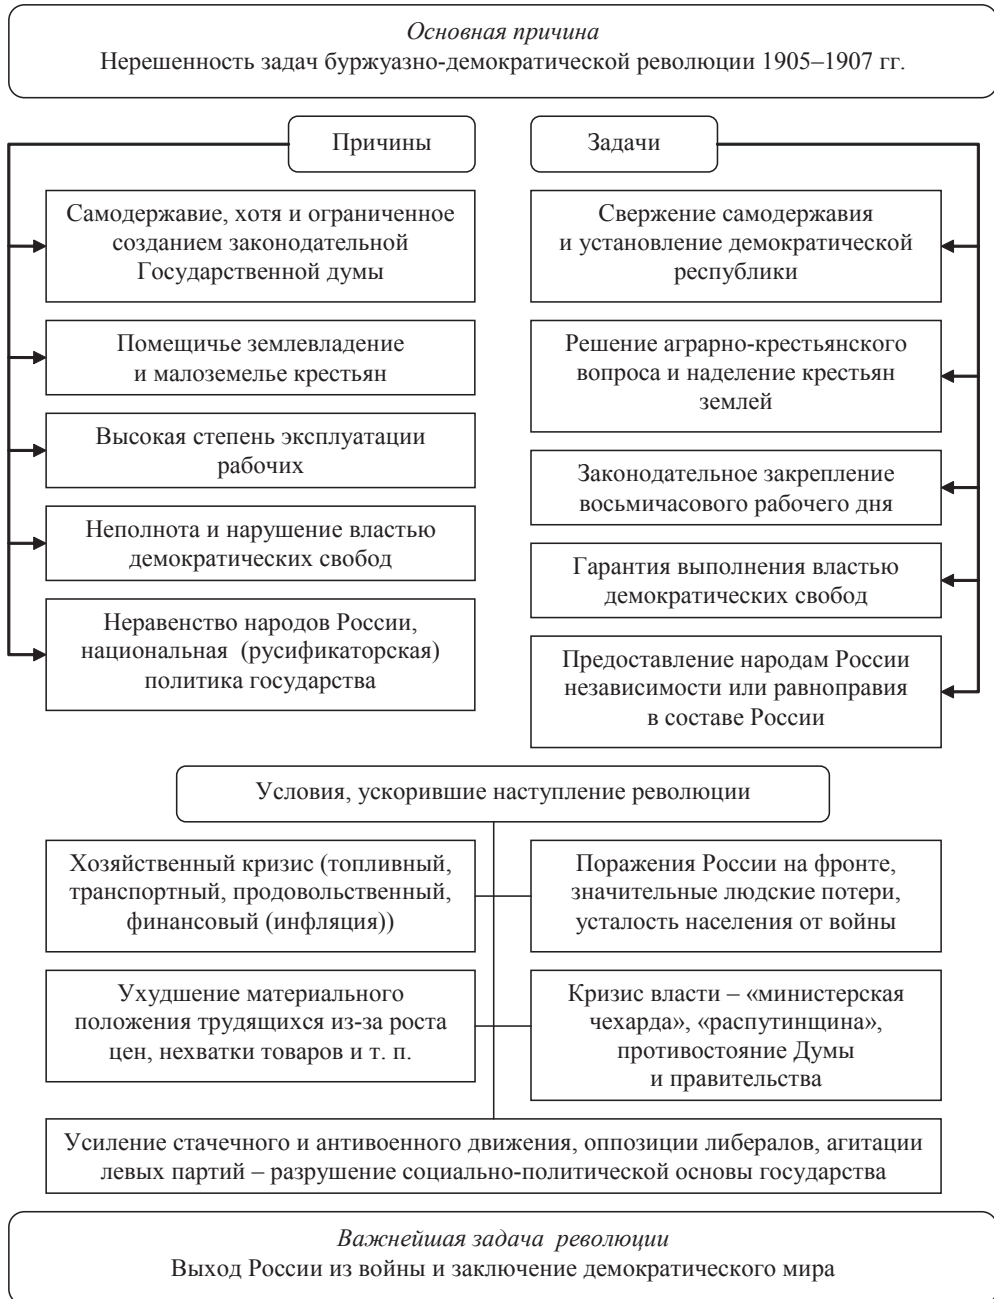 Основная причина
Нерешенность задач буржуазно-демократической революции 1905–1907 гг.
Причины
Самодержавие, хотя и ограниченное
созданием законодательной
Государственной думы
Помещичье землевладение
и малоземелье крестьян
Высокая степень эксплуатации
рабочих
Неполнота и нарушение властью
демократических свобод
Неравенство народов России,
национальная (русификаторская)
политика государства
Задачи
Свержение самодержавия
и установление демократической
республики
Решение аграрно-крестьянского
вопроса и наделение крестьян
землей
Законодательное закрепление
восьмичасового рабочего дня
Гарантия выполнения властью
демократических свобод
Предоставление народам России
независимости или равноправия
в составе России
Условия, ускорившие наступление революции
Хозяйственный кризис (топливный,
транспортный, продовольственный,
финансовый (инфляция))
Поражения России на фронте,
значительные людские потери,
усталость населения от войны
Ухудшение материального
положения трудящихся из-за роста
цен, нехватки товаров и т. п.
Кризис власти – «министерская
чехарда», «распутинщина»,
противостояние Думы
и правительства
Усиление стачечного и антивоенного движения, оппозиции либералов, агитации
левых партий – разрушение социально-политической основы государства
Важнейшая задача революции
Выход России из войны и заключение демократического мира